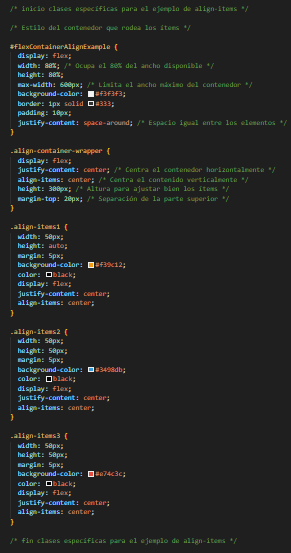 /* inicio clases específicas para el ejemplo de align-items */
/* Estilo del contenedor que rodea los items */
#flexContainerAlignExample {
display: flex;
width: 80%; /* Ocupa el 80% del ancho disponible */
height: 80%;
max-width: 600px; /* Limita el ancho máximo del contenedor */
background-color: #f3f3f3;
border: 1px solid #333;
padding: 10px;
justify-content: space-around; /* Espacio igual entre los elementos */
}
.align-container-wrapper {
display: flex;
justify-content: center; /* Centra el contenedor horizontalmente */
align-items: center; /* Centra el contenido verticalmente */
height: 300px; /* Altura para ajustar bien los items */
margin-top: 20px; /* Separación de la parte superior */
}
.align-items1 {
width: 50px;
height: auto;
margin: 5px;
background-color: #f39c12;
color: black;
display: flex;
justify-content: center;
align-items: center;
}
.align-items2 {
width: 50px;
height: 50px;
margin: 5px;
background-color: #3498db;
color: black;
display: flex;
justify-content: center;
align-items: center;
}
.align-items3 {
width: 50px;
height: 50px;
margin: 5px;
background-color: #e74c3c;
color: black;
display: flex;
justify-content: center;
align-items: center;
}
/* fin clases específicas para el ejemplo de align-items */